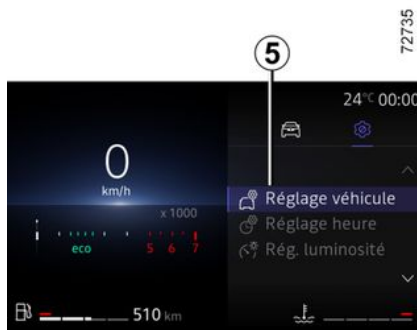 72735
5
24°C 00:00
0
km/h
x 1000
eco
5 6 7
Réglage véhicule
Réglage heure
Rég. luminosité
510 km